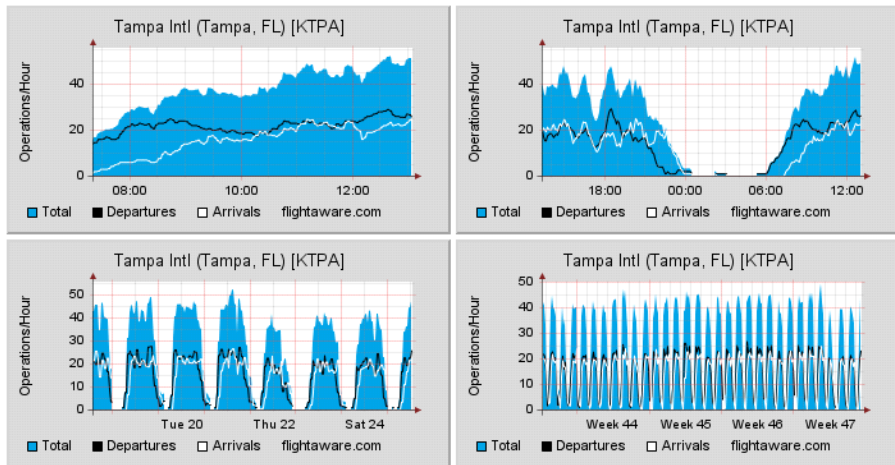 Tampa Intl (Tampa, FL) [KTPA]
Operations/Hour
40
20
0
08:00 10:00 12:00
Total Departures Arrivals flightaware.com
Tampa Intl (Tampa, FL) [KTPA]
Operations/Hour
40
20
0
18:00 00:00 06:00 12:00
Total Departures Arrivals flightaware.com
Tampa Intl (Tampa, FL) [KTPA]
Operations/Hour
50
40
30
20
10
0
Tue 20 Thu 22 Sat 24
Total Departures Arrivals flightaware.com
Tampa Intl (Tampa, FL) [KTPA]
Operations/Hour
50
40
30
20
10
0
Week 44 Week 45 Week 46 Week 47
Total Departures Arrivals flightaware.com